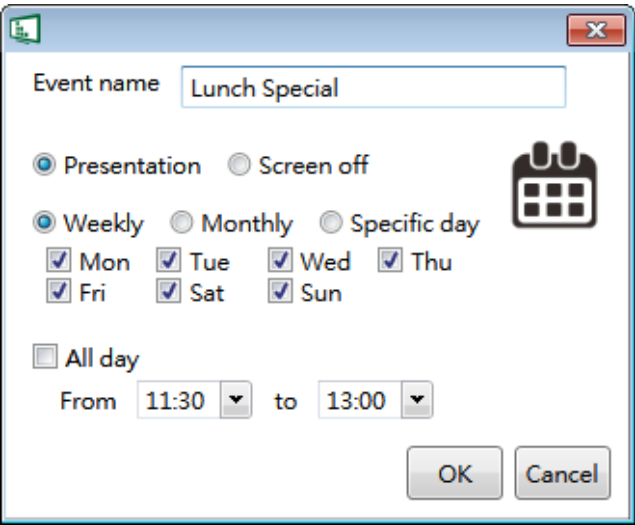 Event name Lunch Special
Presentation Screen off
Weekly Monthly Specific day
Mon Tue Wed Thu
Fri Sat Sun
All day
From 11:30 to 13:00
OK Cancel